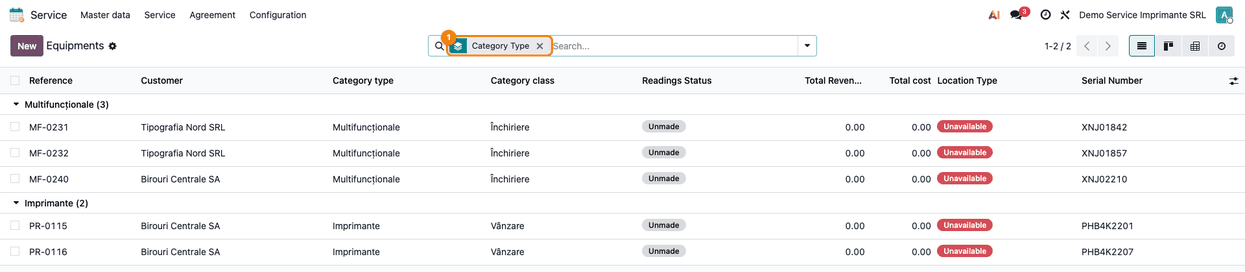 Service Master data Service Agreement Configuration AI 3 Demo Service Imprimante SRL A
New Equipments 1 Category Type Search... 1-2 / 2
Reference Customer Category type Category class Readings Status Total Reven... Total cost Location Type Serial Number
Multifuncționale (3)
MF-0231 Tipografia Nord SRL Multifuncționale Închiriere Unmade 0.00 0.00 Unavailable XNJ01842
MF-0232 Tipografia Nord SRL Multifuncționale Închiriere Unmade 0.00 0.00 Unavailable XNJ01857
MF-0240 Birouri Centrale SA Multifuncționale Închiriere Unmade 0.00 0.00 Unavailable XNJ02210
Imprimante (2)
PR-0115 Birouri Centrale SA Imprimante Vânzare Unmade 0.00 0.00 Unavailable PHB4K2201
PR-0116 Birouri Centrale SA Imprimante Vânzare Unmade 0.00 0.00 Unavailable PHB4K2207